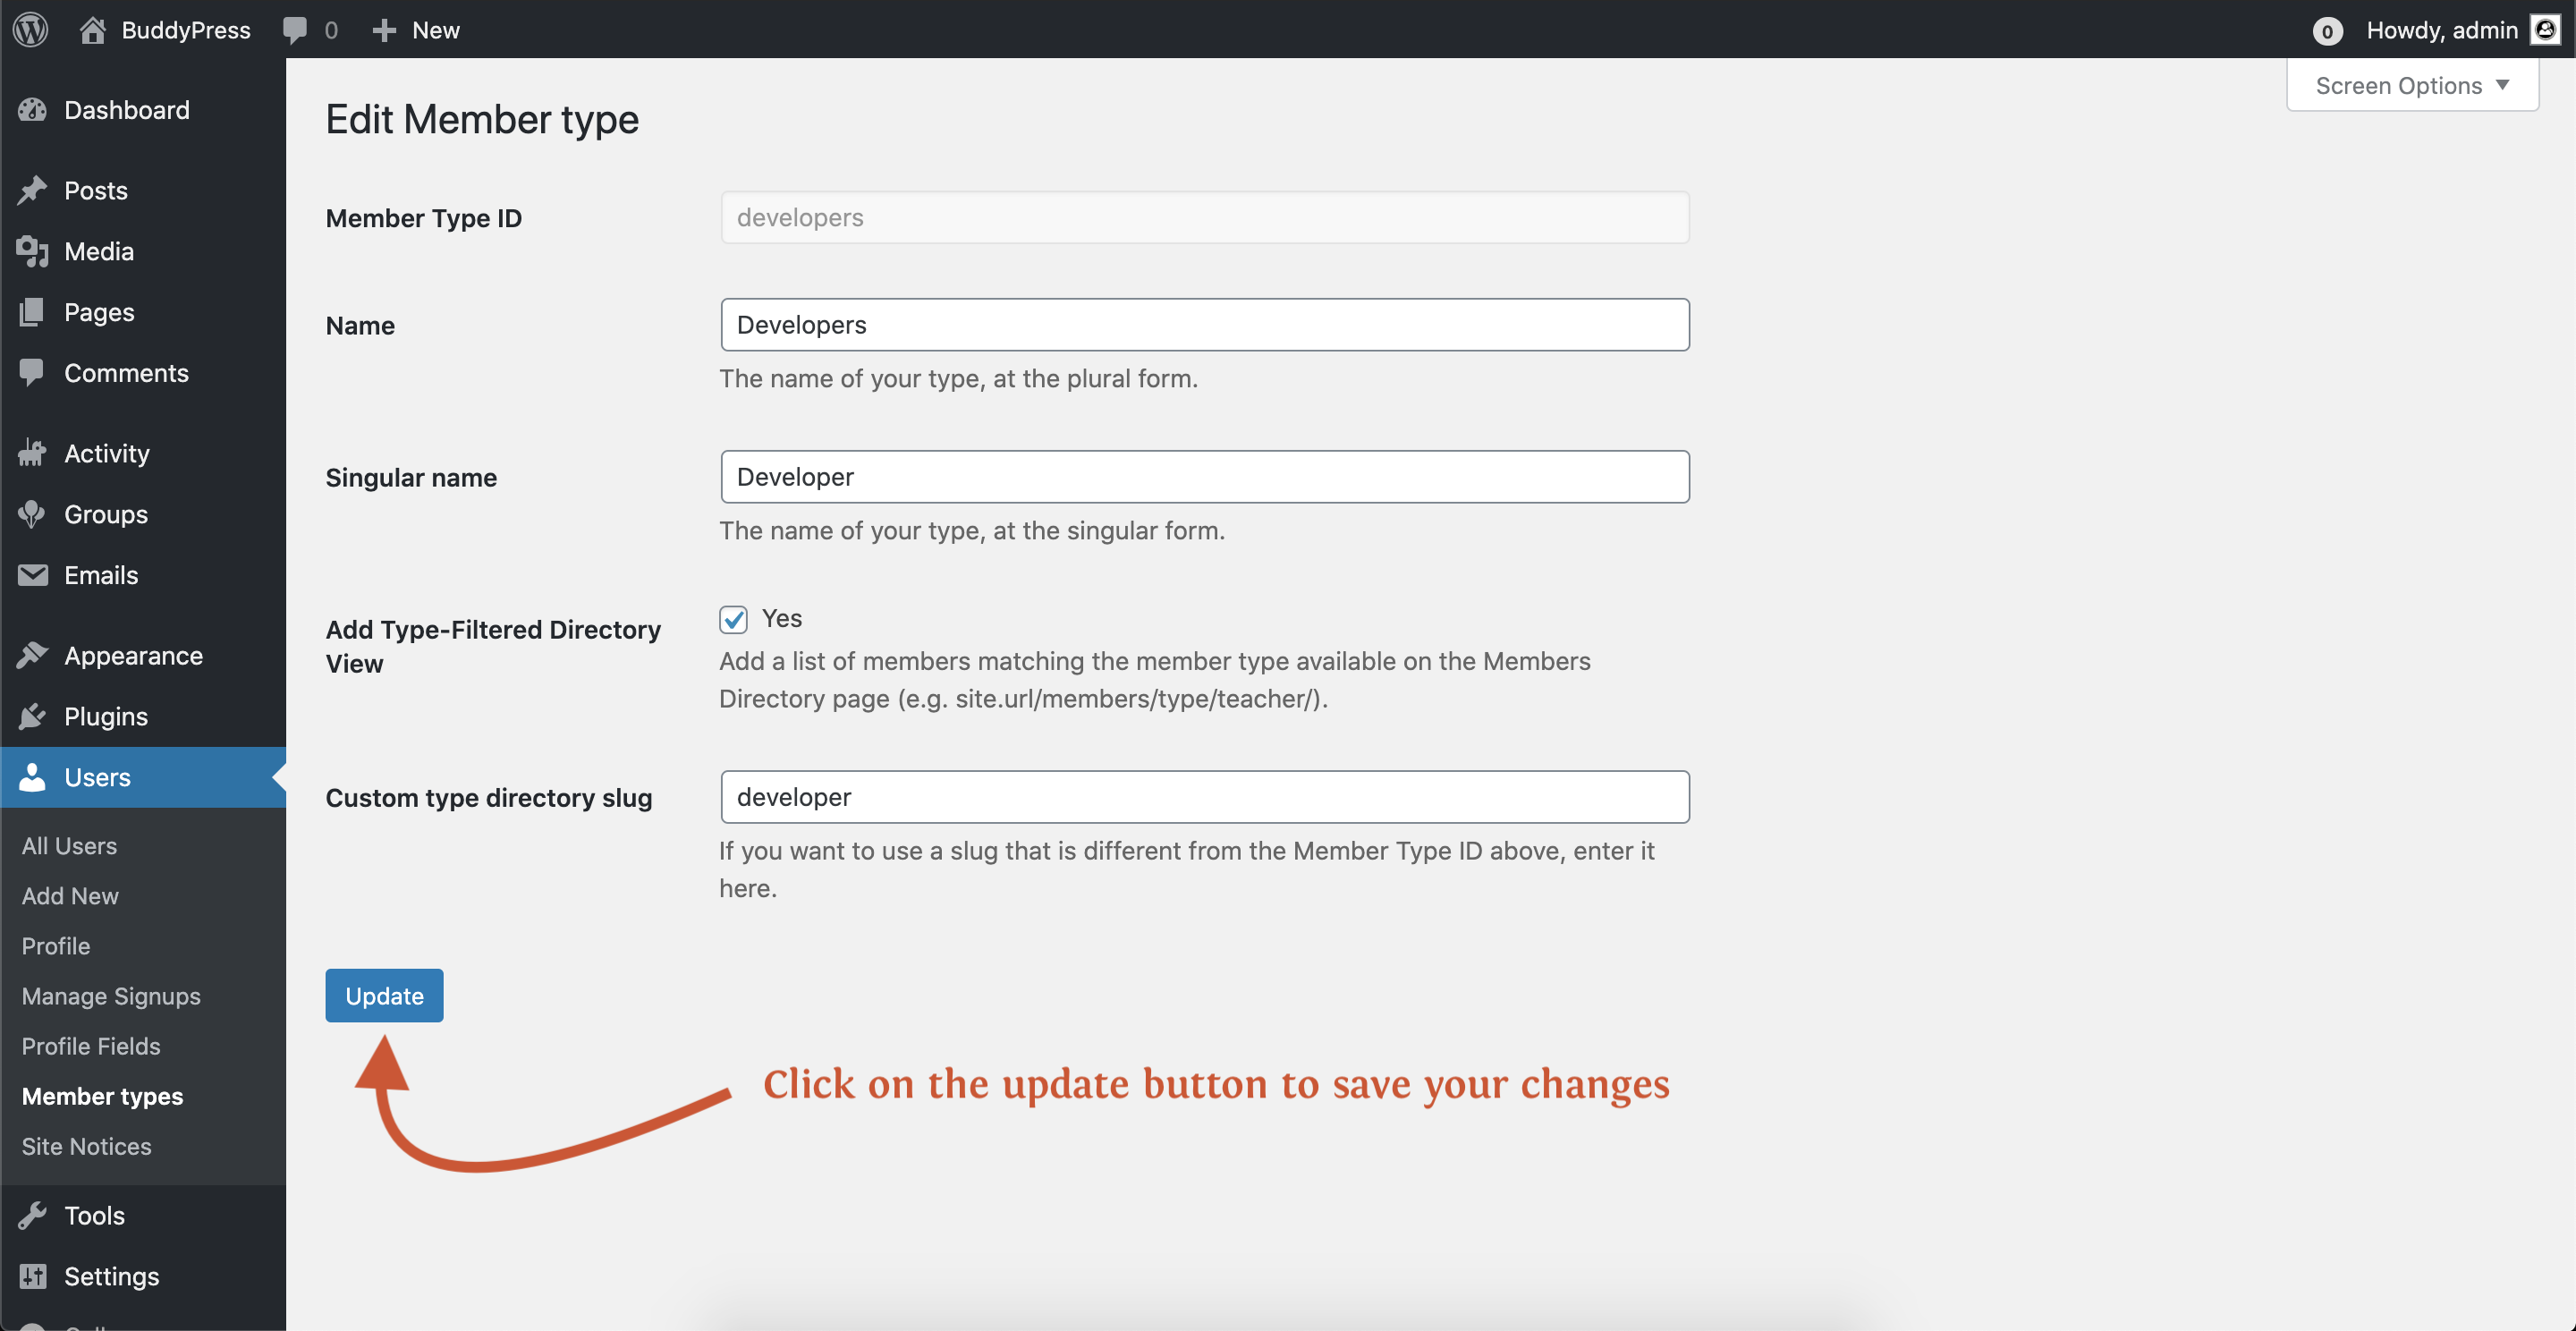 BuddyPress
0
New
0
Howdy, admin
Screen Options
Dashboard
Posts
Media
Pages
Comments
Activity
Groups
Emails
Appearance
Plugins
Users
All Users
Add New
Profile
Manage Signups
Profile Fields
Member types
Site Notices
Tools
Settings
Edit Member type
Member Type ID
developers
Name
Developers
The name of your type, at the plural form.
Singular name
Developer
The name of your type, at the singular form.
Add Type-Filtered Directory
View
Yes
Add a list of members matching the member type available on the Members
Directory page (e.g. site.url/members/type/teacher/).
Custom type directory slug
developer
If you want to use a slug that is different from the Member Type ID above, enter it
here.
Update
Click on the update button to save your changes